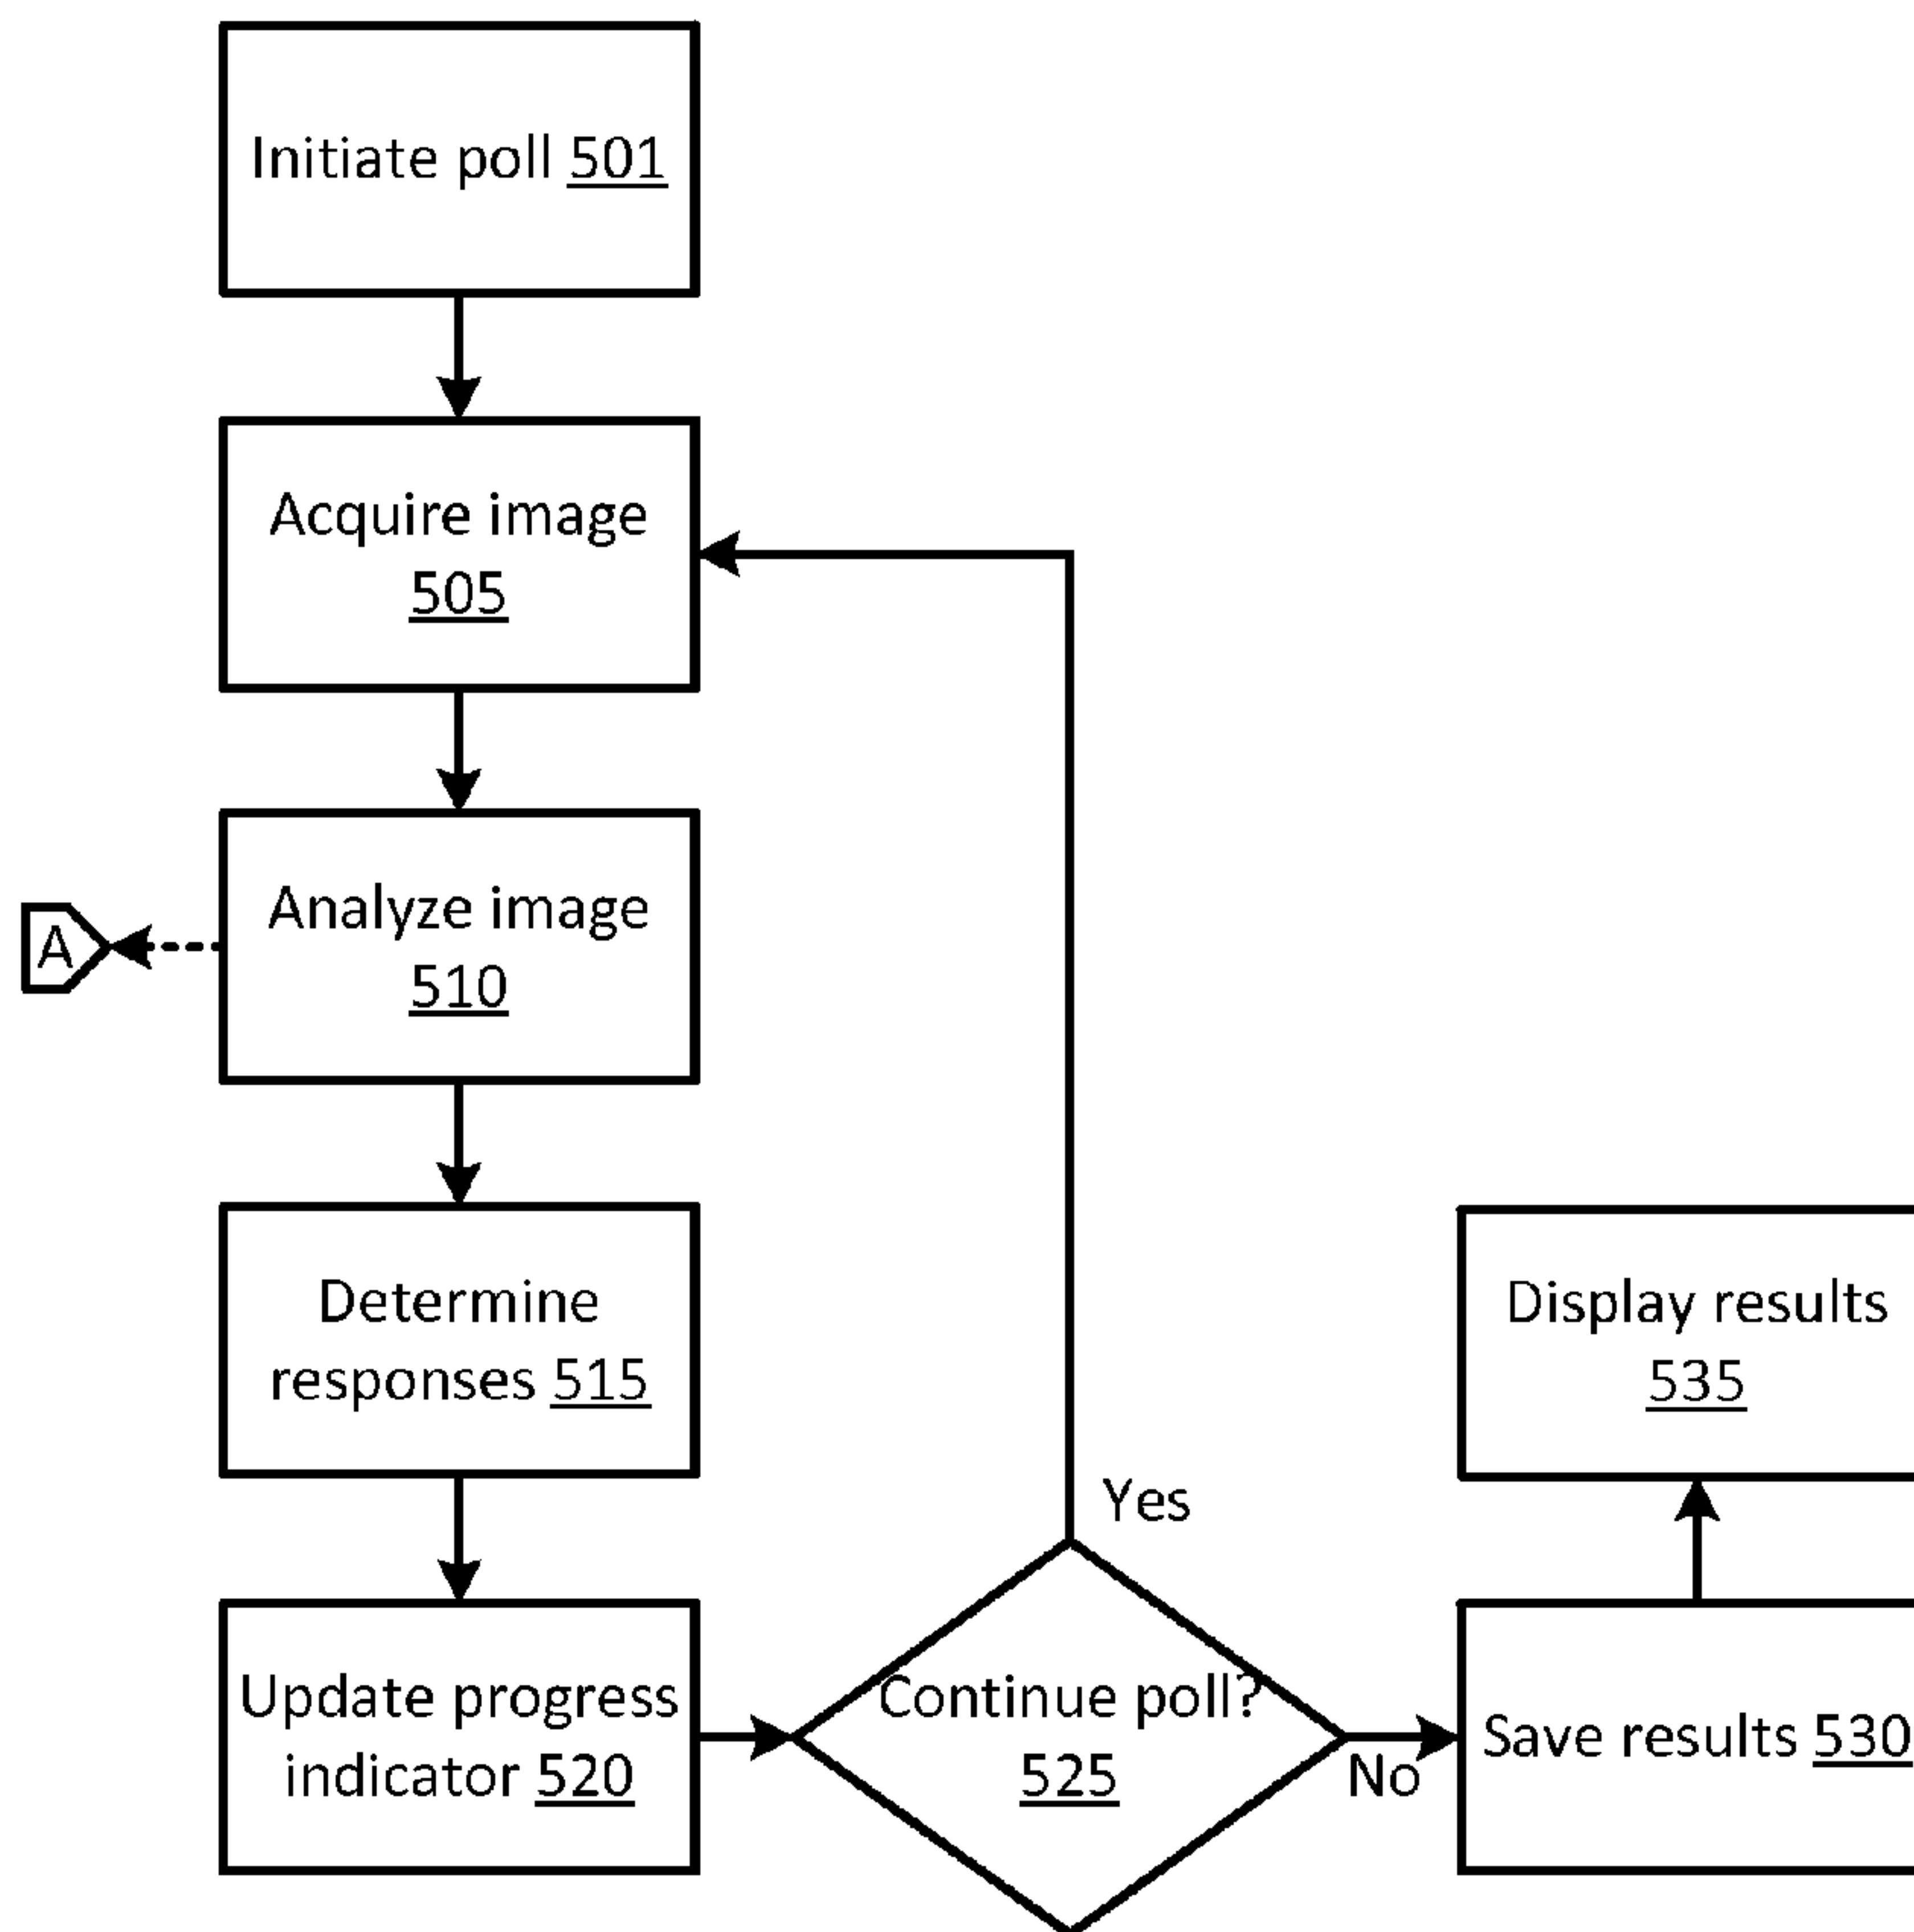 Initiate poll 501
Acquire image
505
A
Analyze image
510
Determine
responses 515
Update progress
indicator 520
Yes
Continue poll?
525
No
Save results 530
Display results
535